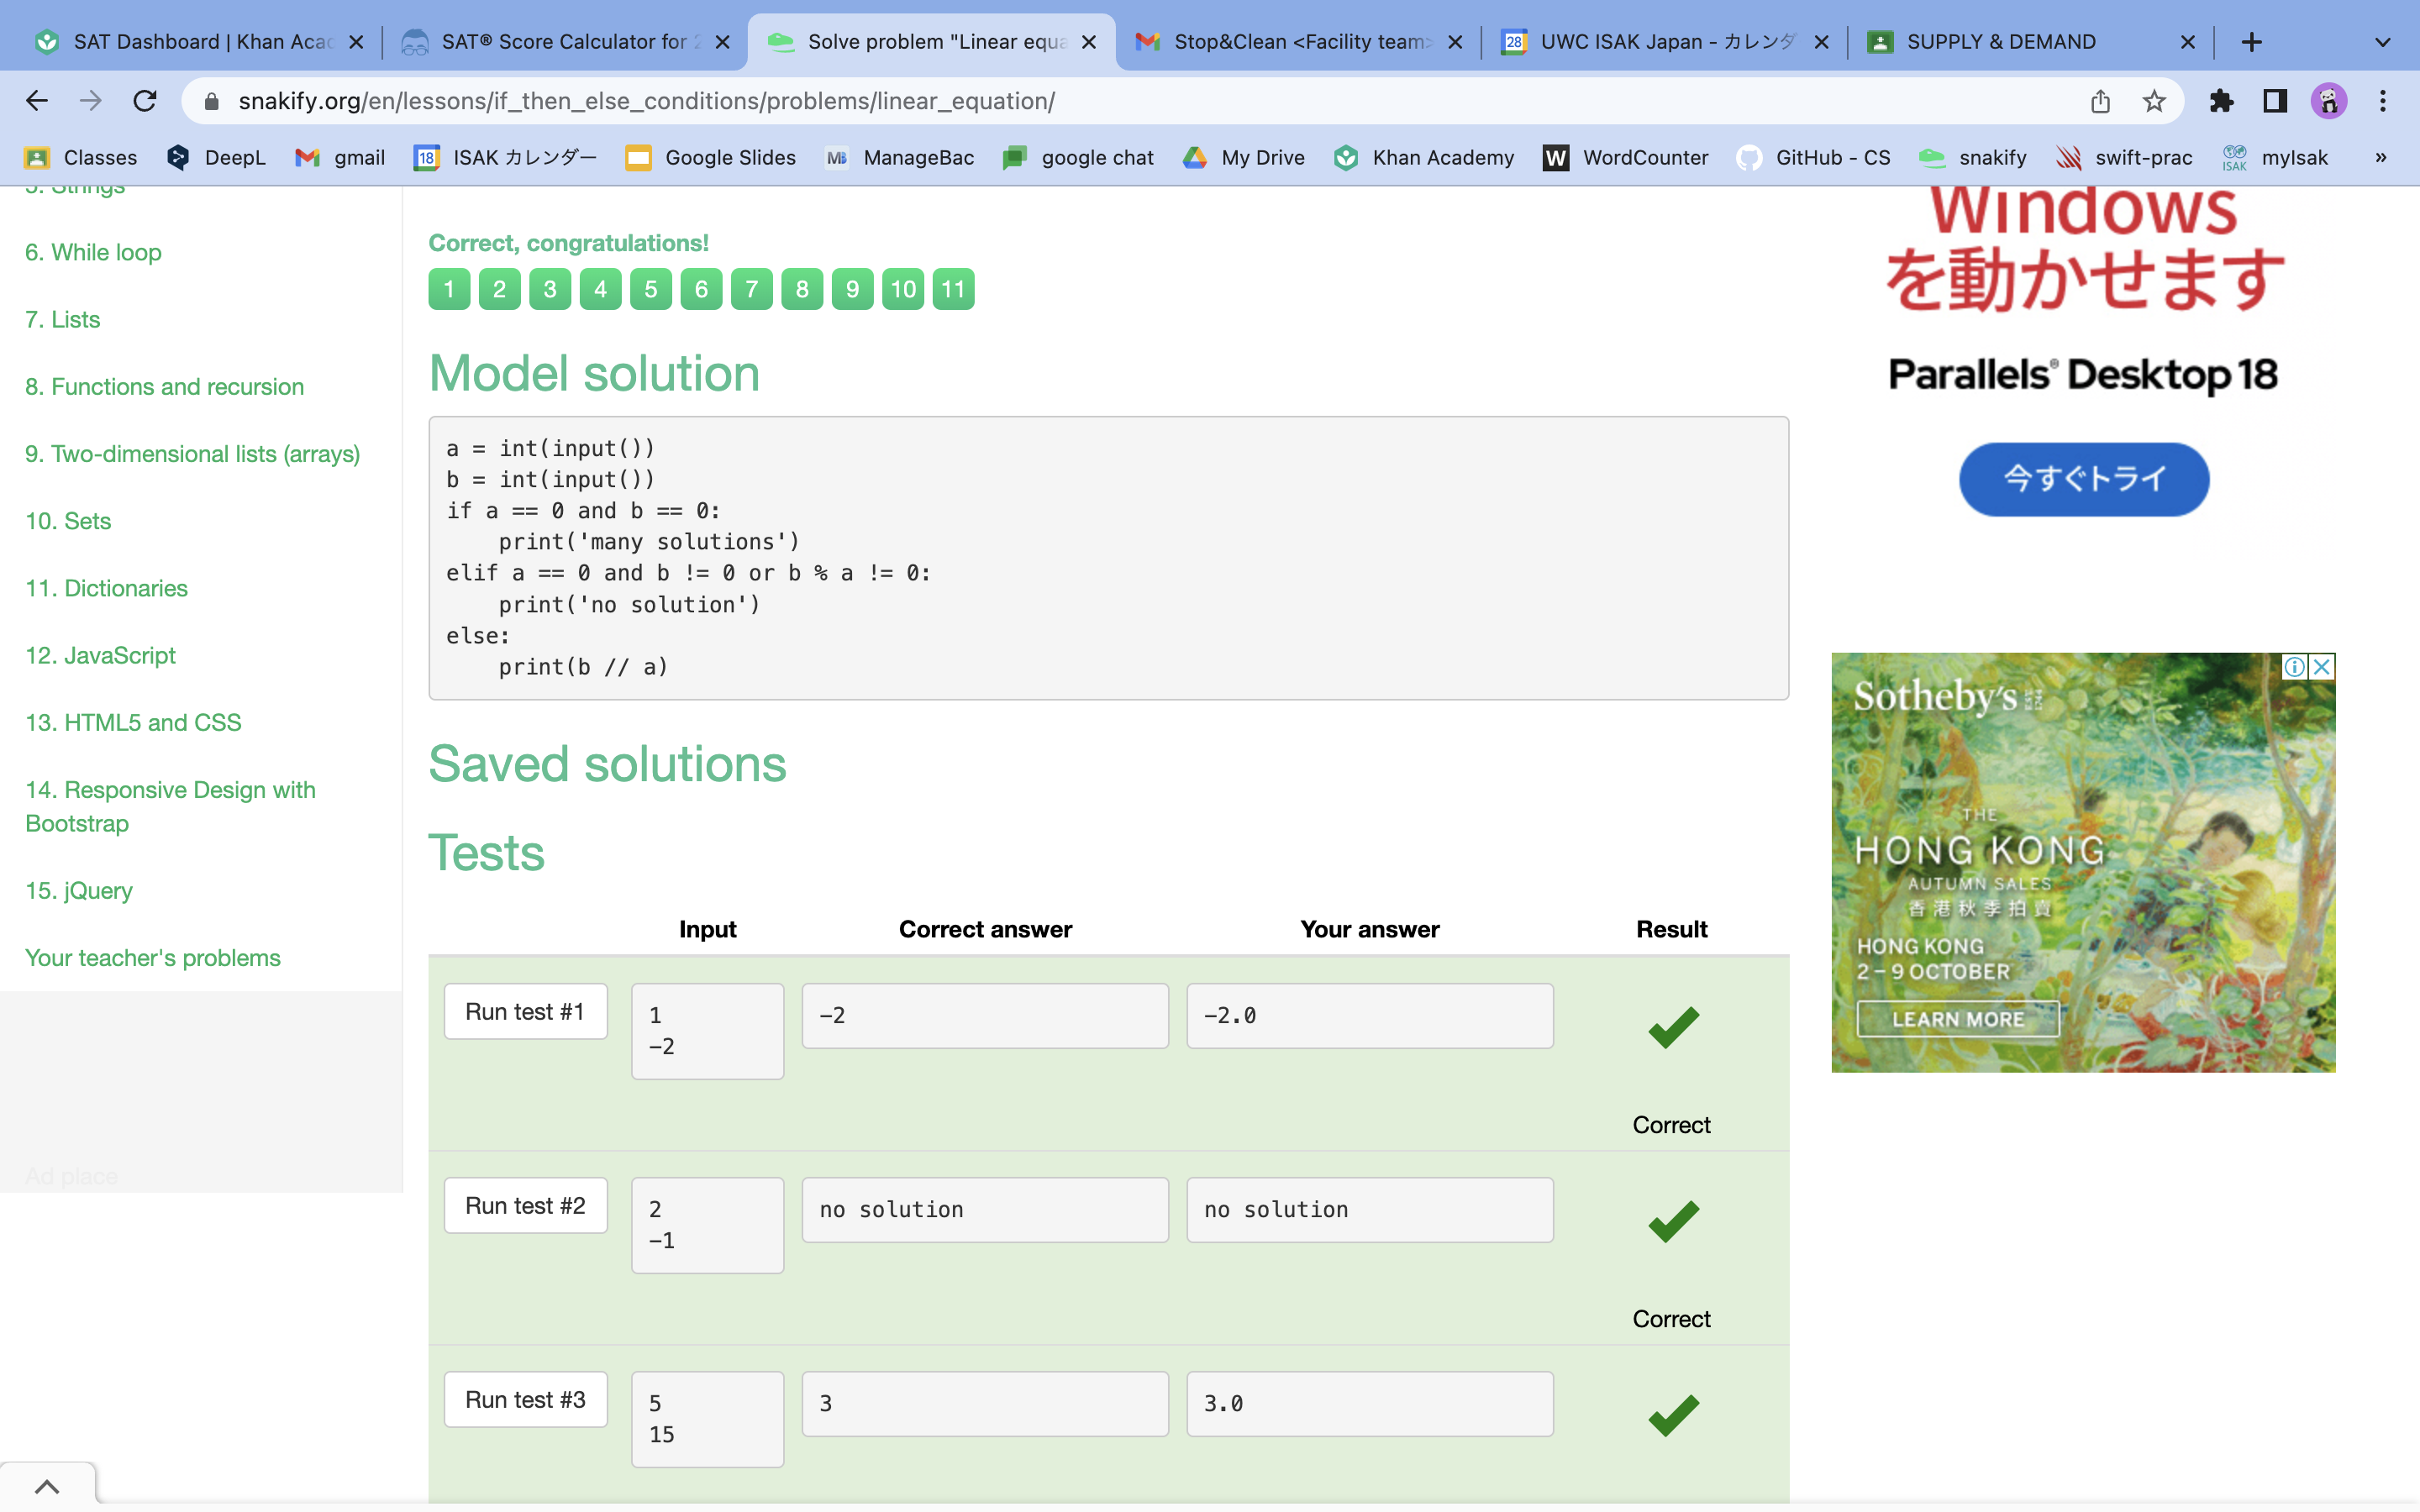 SAT Dashboard | Khan Aca
SAT® Score Calculator for 2
Solve problem "Linear equa
Stop&Clean <Facility team>
28
UWC ISAK Japan - カレンダ
SUPPLY & DEMAND
snakify.org/en/lessons/if_then_else_conditions/problems/linear_equation/
Classes
DeepL
gmail
18
ISAK カレンダー
Google Slides
MB
ManageBac
google chat
My Drive
Khan Academy
W
WordCounter
GitHub - CS
snakify
swift-prac
ISAK
myIsak
»
5. Strings
6. While loop
7. Lists
8. Functions and recursion
9. Two-dimensional lists (arrays)
10. Sets
11. Dictionaries
12. JavaScript
13. HTML5 and CSS
14. Responsive Design with
Bootstrap
15. jQuery
Your teacher's problems
Ad place
Correct, congratulations!
1 2 3 4 5 6 7 8 9 10 11
Model solution
a = int(input())
b = int(input())
if a == 0 and b == 0:
    print('many solutions')
elif a == 0 and b != 0 or b % a != 0:
    print('no solution')
else:
    print(b // a)
Saved solutions
Tests
Input Correct answer Your answer Result
Run test #1
1
-2
-2
-2.0
Correct
Run test #2
2
-1
no solution
no solution
Correct
Run test #3
5
15
3
3.0
Windows
を動かせます
Parallels® Desktop 18
今すぐトライ
Sotheby's
THE
HONG KONG
AUTUMN SALES
香港秋季拍賣
HONG KONG
2 – 9 OCTOBER
LEARN MORE